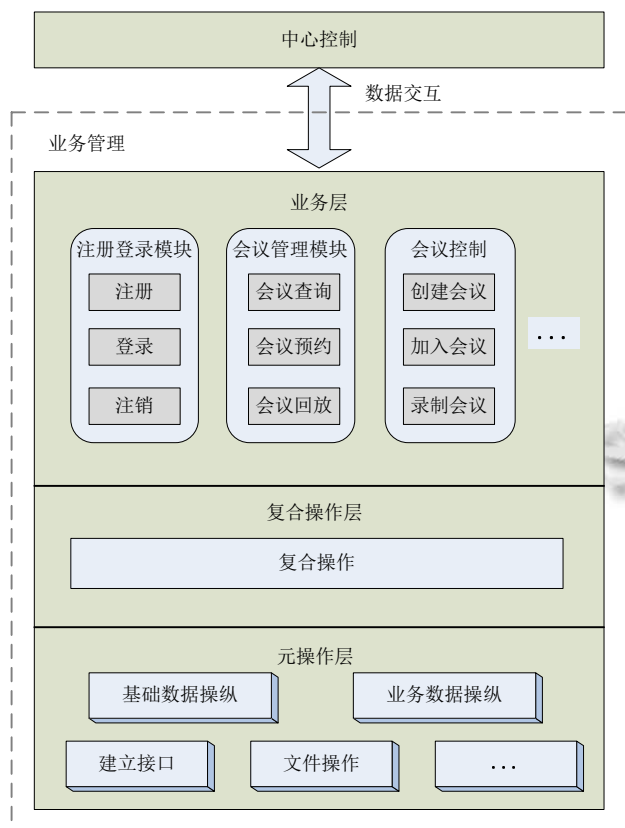 中心控制
数据交互
业务管理
业务层
注册登录模块 会议管理模块 会议控制
注册 会议查询 创建会议
登录 会议预约 加入会议
...
注销 会议回放 录制会议
复合操作层
复合操作
元操作层
基础数据操纵 业务数据操纵
建立接口 文件操作 ...